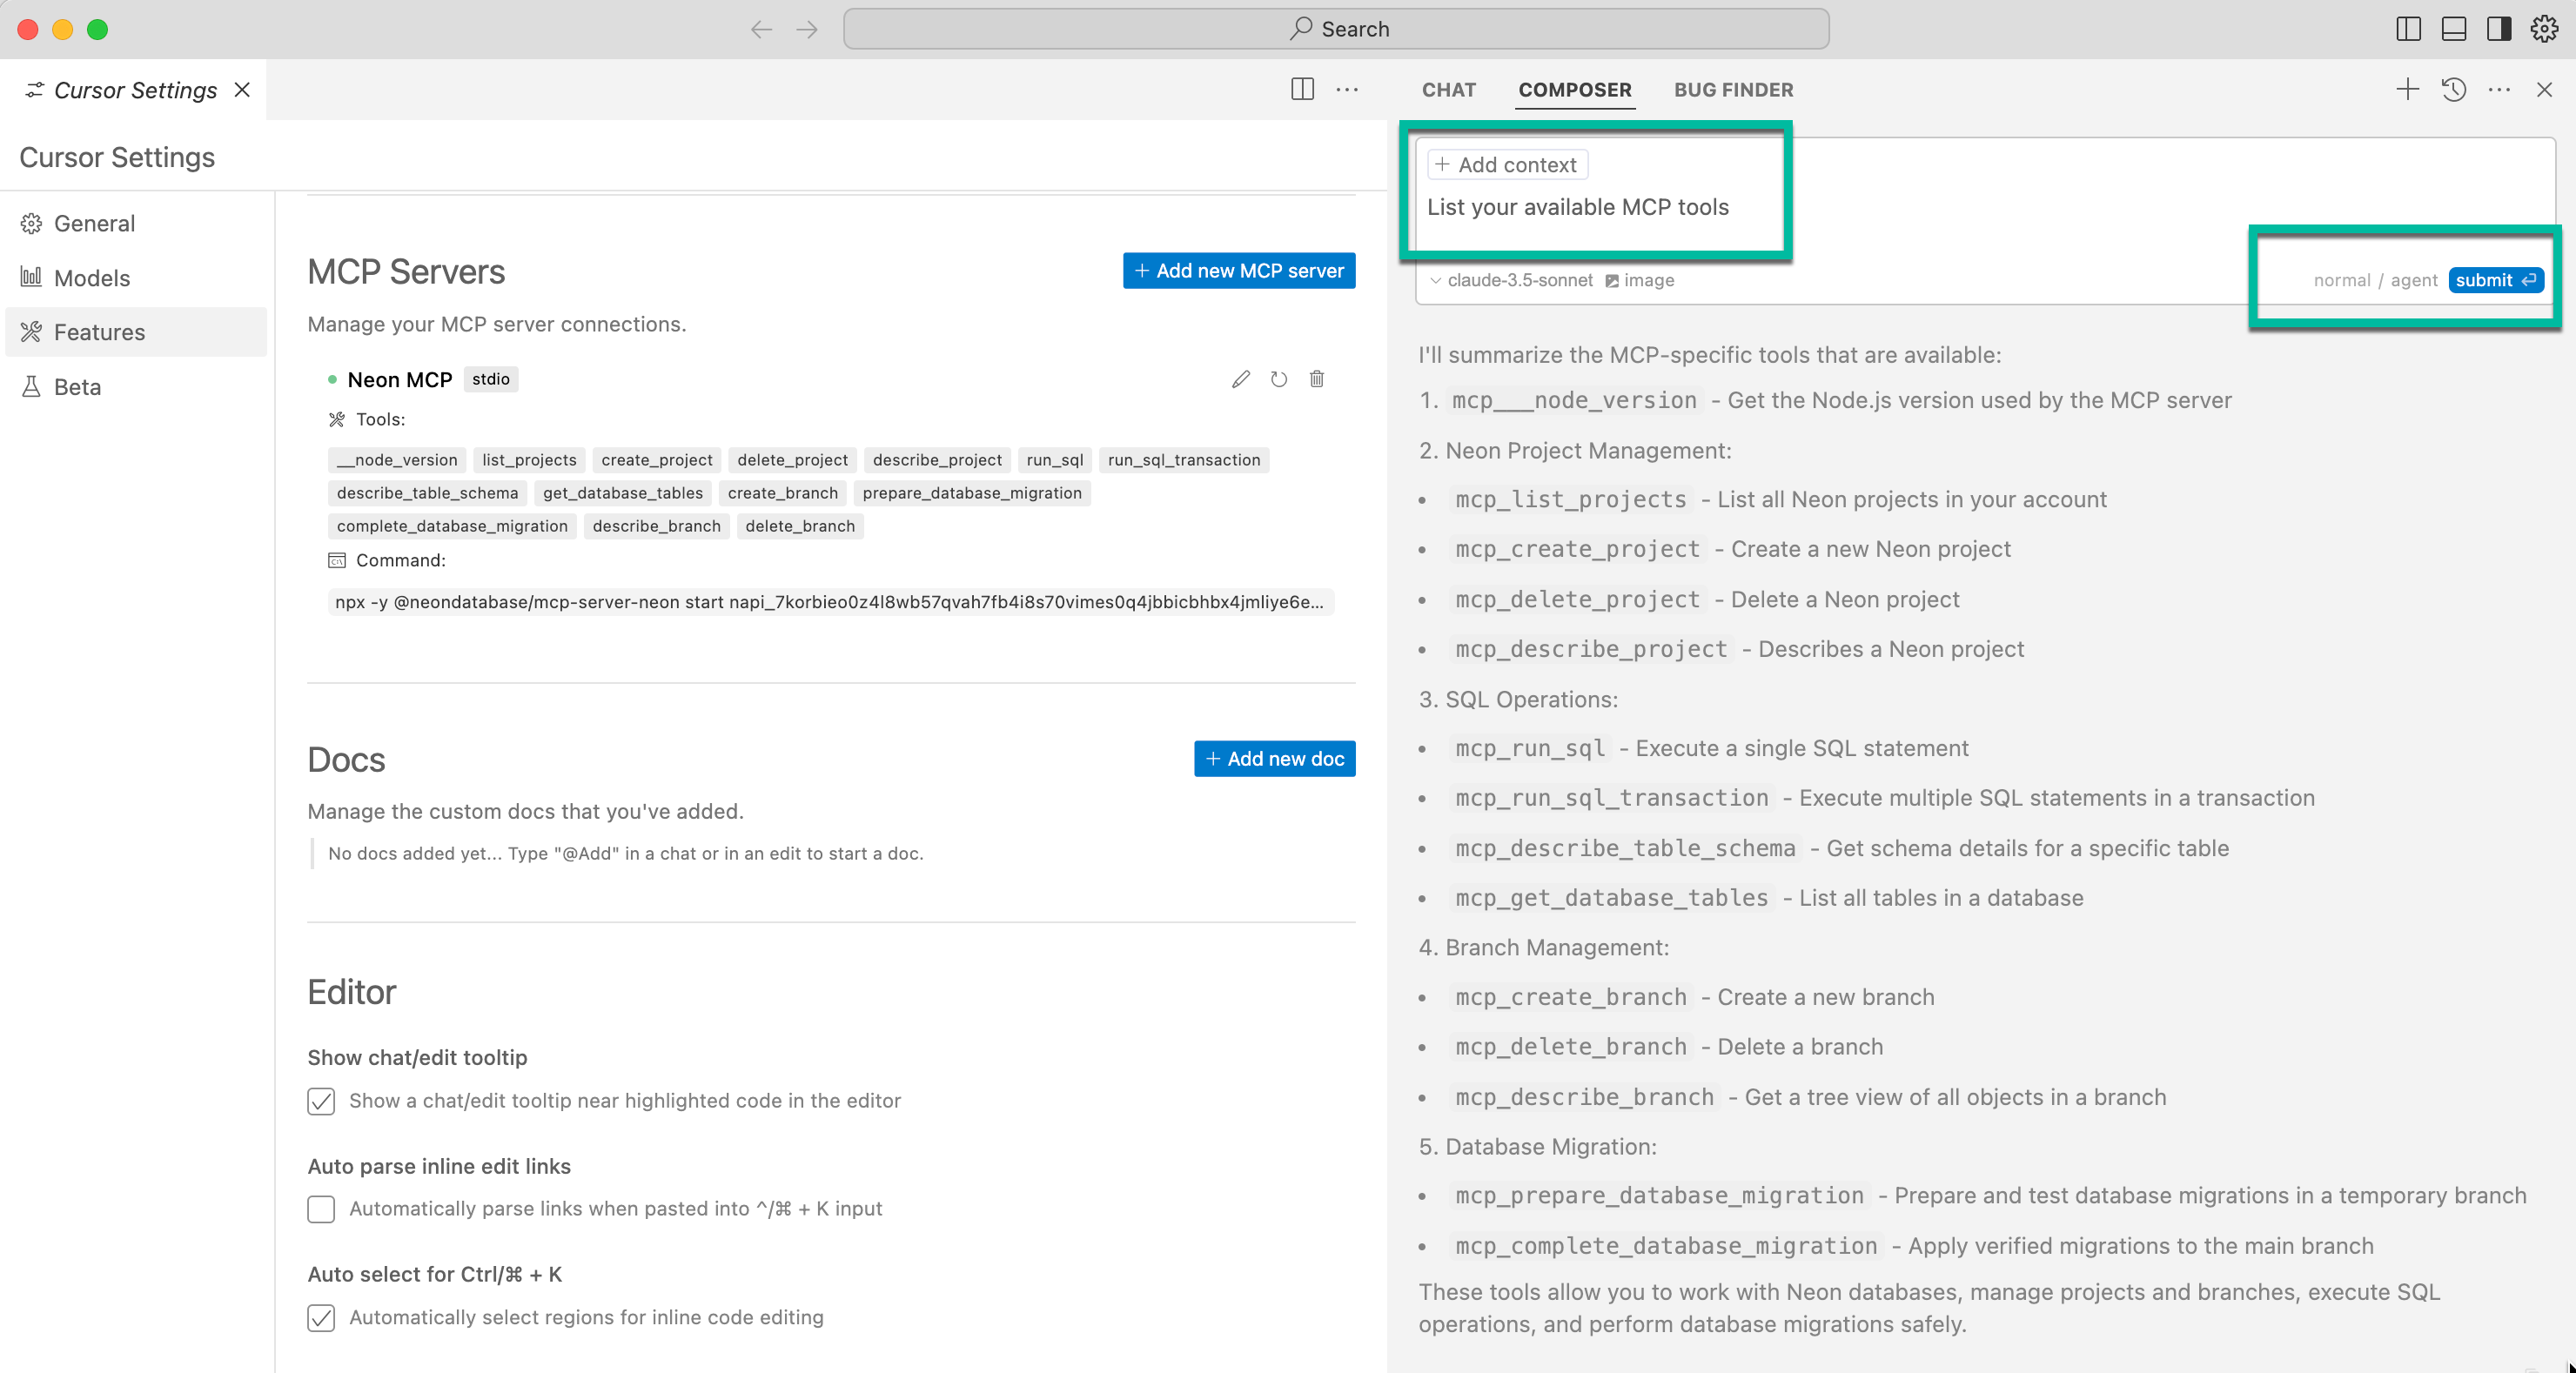 Search
Cursor Settings
CHAT COMPOSER BUG FINDER
Cursor Settings
General
Models
Features
Beta
MCP Servers
+ Add new MCP server
Manage your MCP server connections.
Neon MCP stdio
Tools:
__node_version list_projects create_project delete_project describe_project run_sql run_sql_transaction
describe_table_schema get_database_tables create_branch prepare_database_migration
complete_database_migration describe_branch delete_branch
Command:
npx -y @neondatabase/mcp-server-neon start napi_7korbieo0z4l8wb57qvah7fb4i8s70vimes0q4jbbicbhbx4jmliye6e...
Docs
+ Add new doc
Manage the custom docs that you've added.
No docs added yet... Type "@Add" in a chat or in an edit to start a doc.
Editor
Show chat/edit tooltip
Show a chat/edit tooltip near highlighted code in the editor
Auto parse inline edit links
Automatically parse links when pasted into ^/⌘ + K input
Auto select for Ctrl/⌘ + K
Automatically select regions for inline code editing
+ Add context
List your available MCP tools
claude-3.5-sonnet image
normal / agent submit
I'll summarize the MCP-specific tools that are available:
1. mcp___node_version - Get the Node.js version used by the MCP server
2. Neon Project Management:
• mcp_list_projects - List all Neon projects in your account
• mcp_create_project - Create a new Neon project
• mcp_delete_project - Delete a Neon project
• mcp_describe_project - Describes a Neon project
3. SQL Operations:
• mcp_run_sql - Execute a single SQL statement
• mcp_run_sql_transaction - Execute multiple SQL statements in a transaction
• mcp_describe_table_schema - Get schema details for a specific table
• mcp_get_database_tables - List all tables in a database
4. Branch Management:
• mcp_create_branch - Create a new branch
• mcp_delete_branch - Delete a branch
• mcp_describe_branch - Get a tree view of all objects in a branch
5. Database Migration:
• mcp_prepare_database_migration - Prepare and test database migrations in a temporary branch
• mcp_complete_database_migration - Apply verified migrations to the main branch
These tools allow you to work with Neon databases, manage projects and branches, execute SQL
operations, and perform database migrations safely.